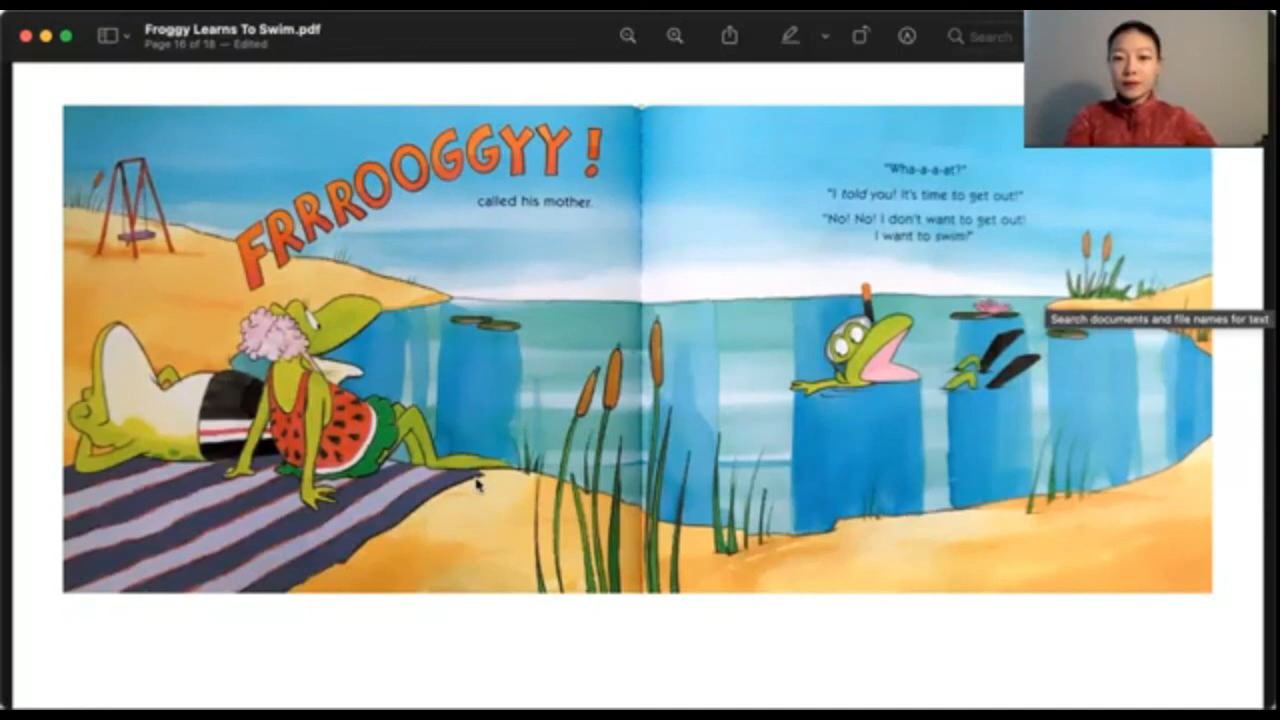 Froggy Learns To Swim.pdf
Page 16 of 18 — Edited
Search
FRRROOGGYY!
called his mother.
"Wha-a-a-at?"
"I told you! It's time to get out!"
"No! No! I don't want to get out!
I want to swim!"
Search documents and file names for text